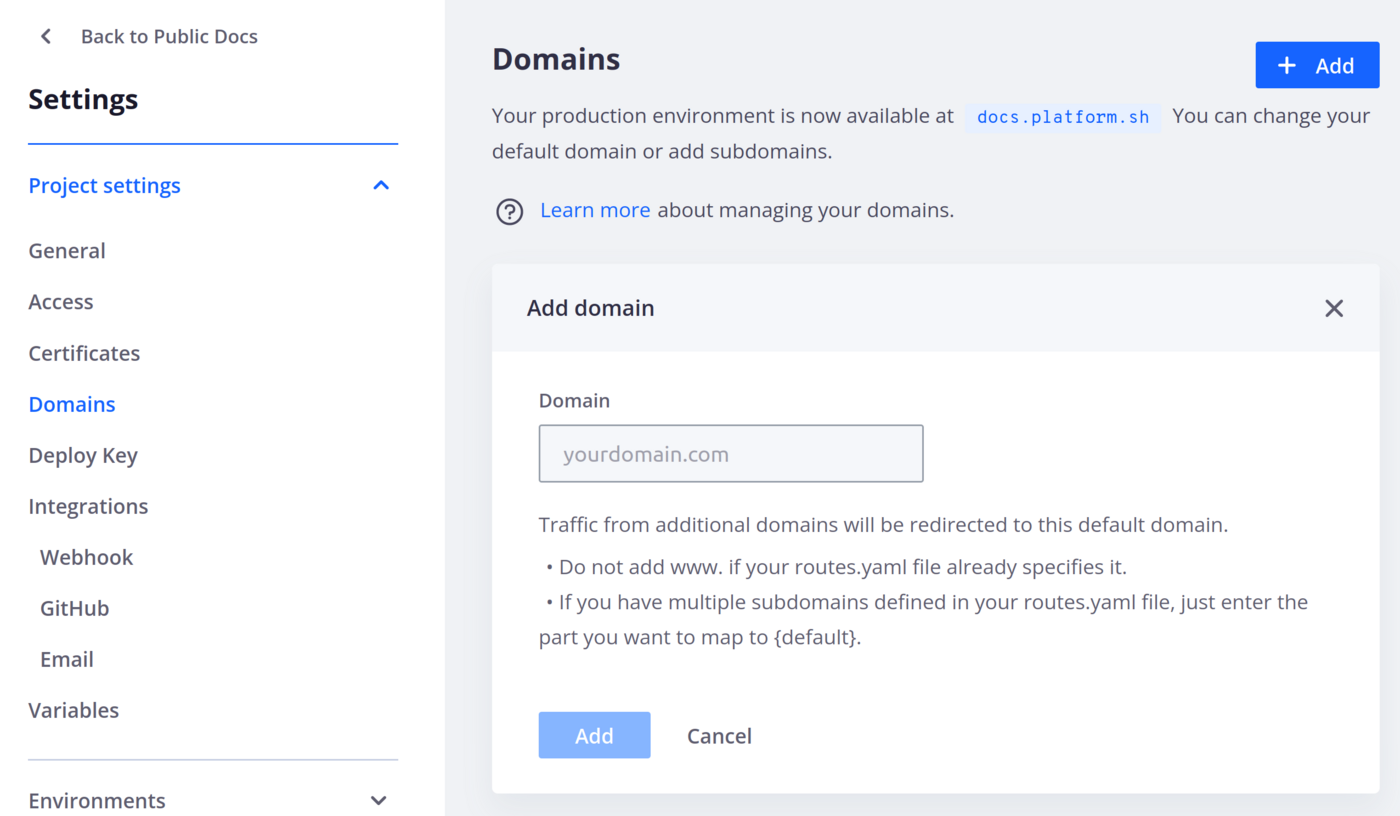 Back to Public Docs
Settings
Project settings
General
Access
Certificates
Domains
Deploy Key
Integrations
Webhook
GitHub
Email
Variables
Environments
Domains
+ Add
Your production environment is now available at docs.platform.sh You can change your
default domain or add subdomains.
Learn more about managing your domains.
Add domain
Domain
yourdomain.com
Traffic from additional domains will be redirected to this default domain.
• Do not add www. if your routes.yaml file already specifies it.
• If you have multiple subdomains defined in your routes.yaml file, just enter the
part you want to map to {default}.
Add Cancel